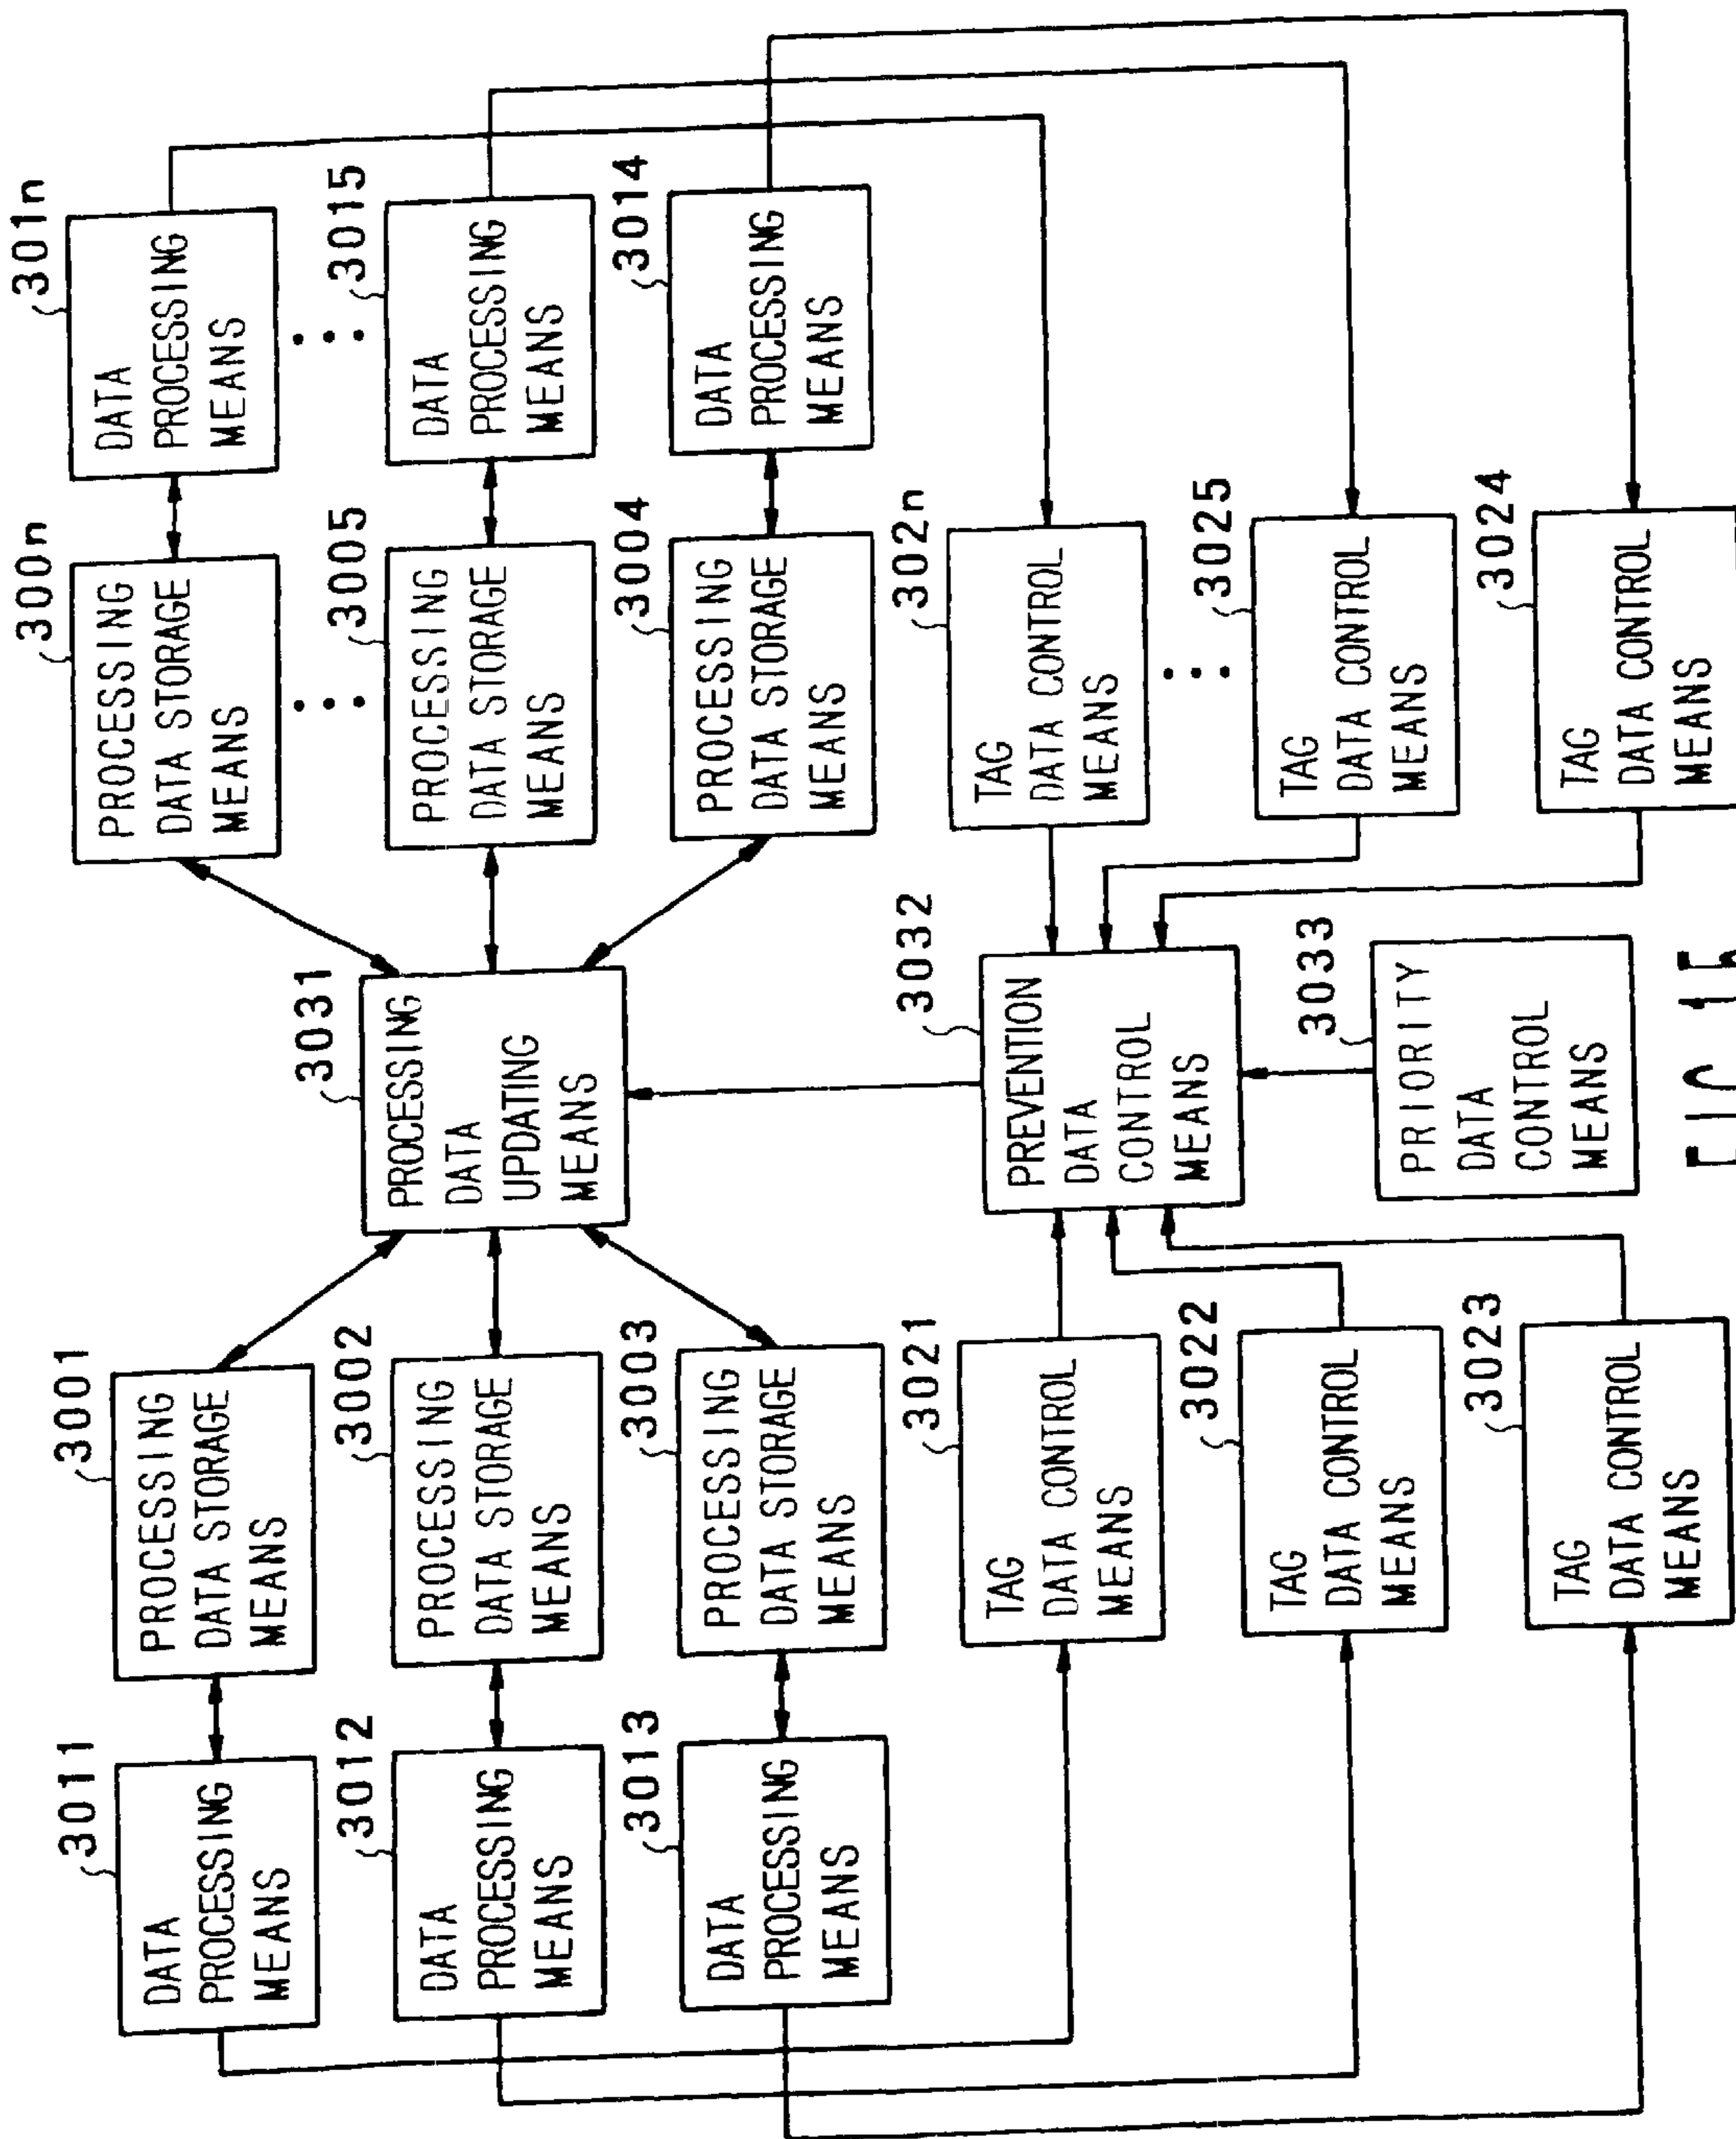 3011
DATA
PROCESSING
MEANS
3001
PROCESSING
DATA STORAGE
MEANS
300n
PROCESSING
DATA STORAGE
MEANS
301n
DATA
PROCESSING
MEANS
3012
DATA
PROCESSING
MEANS
3002
PROCESSING
DATA STORAGE
MEANS
3031
PROCESSING
DATA
UPDATING
MEANS
3005
PROCESSING
DATA STORAGE
MEANS
3015
DATA
PROCESSING
MEANS
3013
DATA
PROCESSING
MEANS
3003
PROCESSING
DATA STORAGE
MEANS
3004
PROCESSING
DATA STORAGE
MEANS
3014
DATA
PROCESSING
MEANS
3021
TAG
DATA CONTROL
MEANS
3032
PREVENTION
DATA
CONTROL
MEANS
302n
TAG
DATA CONTROL
MEANS
3022
TAG
DATA CONTROL
MEANS
3025
TAG
DATA CONTROL
MEANS
3023
TAG
DATA CONTROL
MEANS
3033
PRIORITY
DATA
CONTROL
MEANS
3024
TAG
DATA CONTROL
MEANS